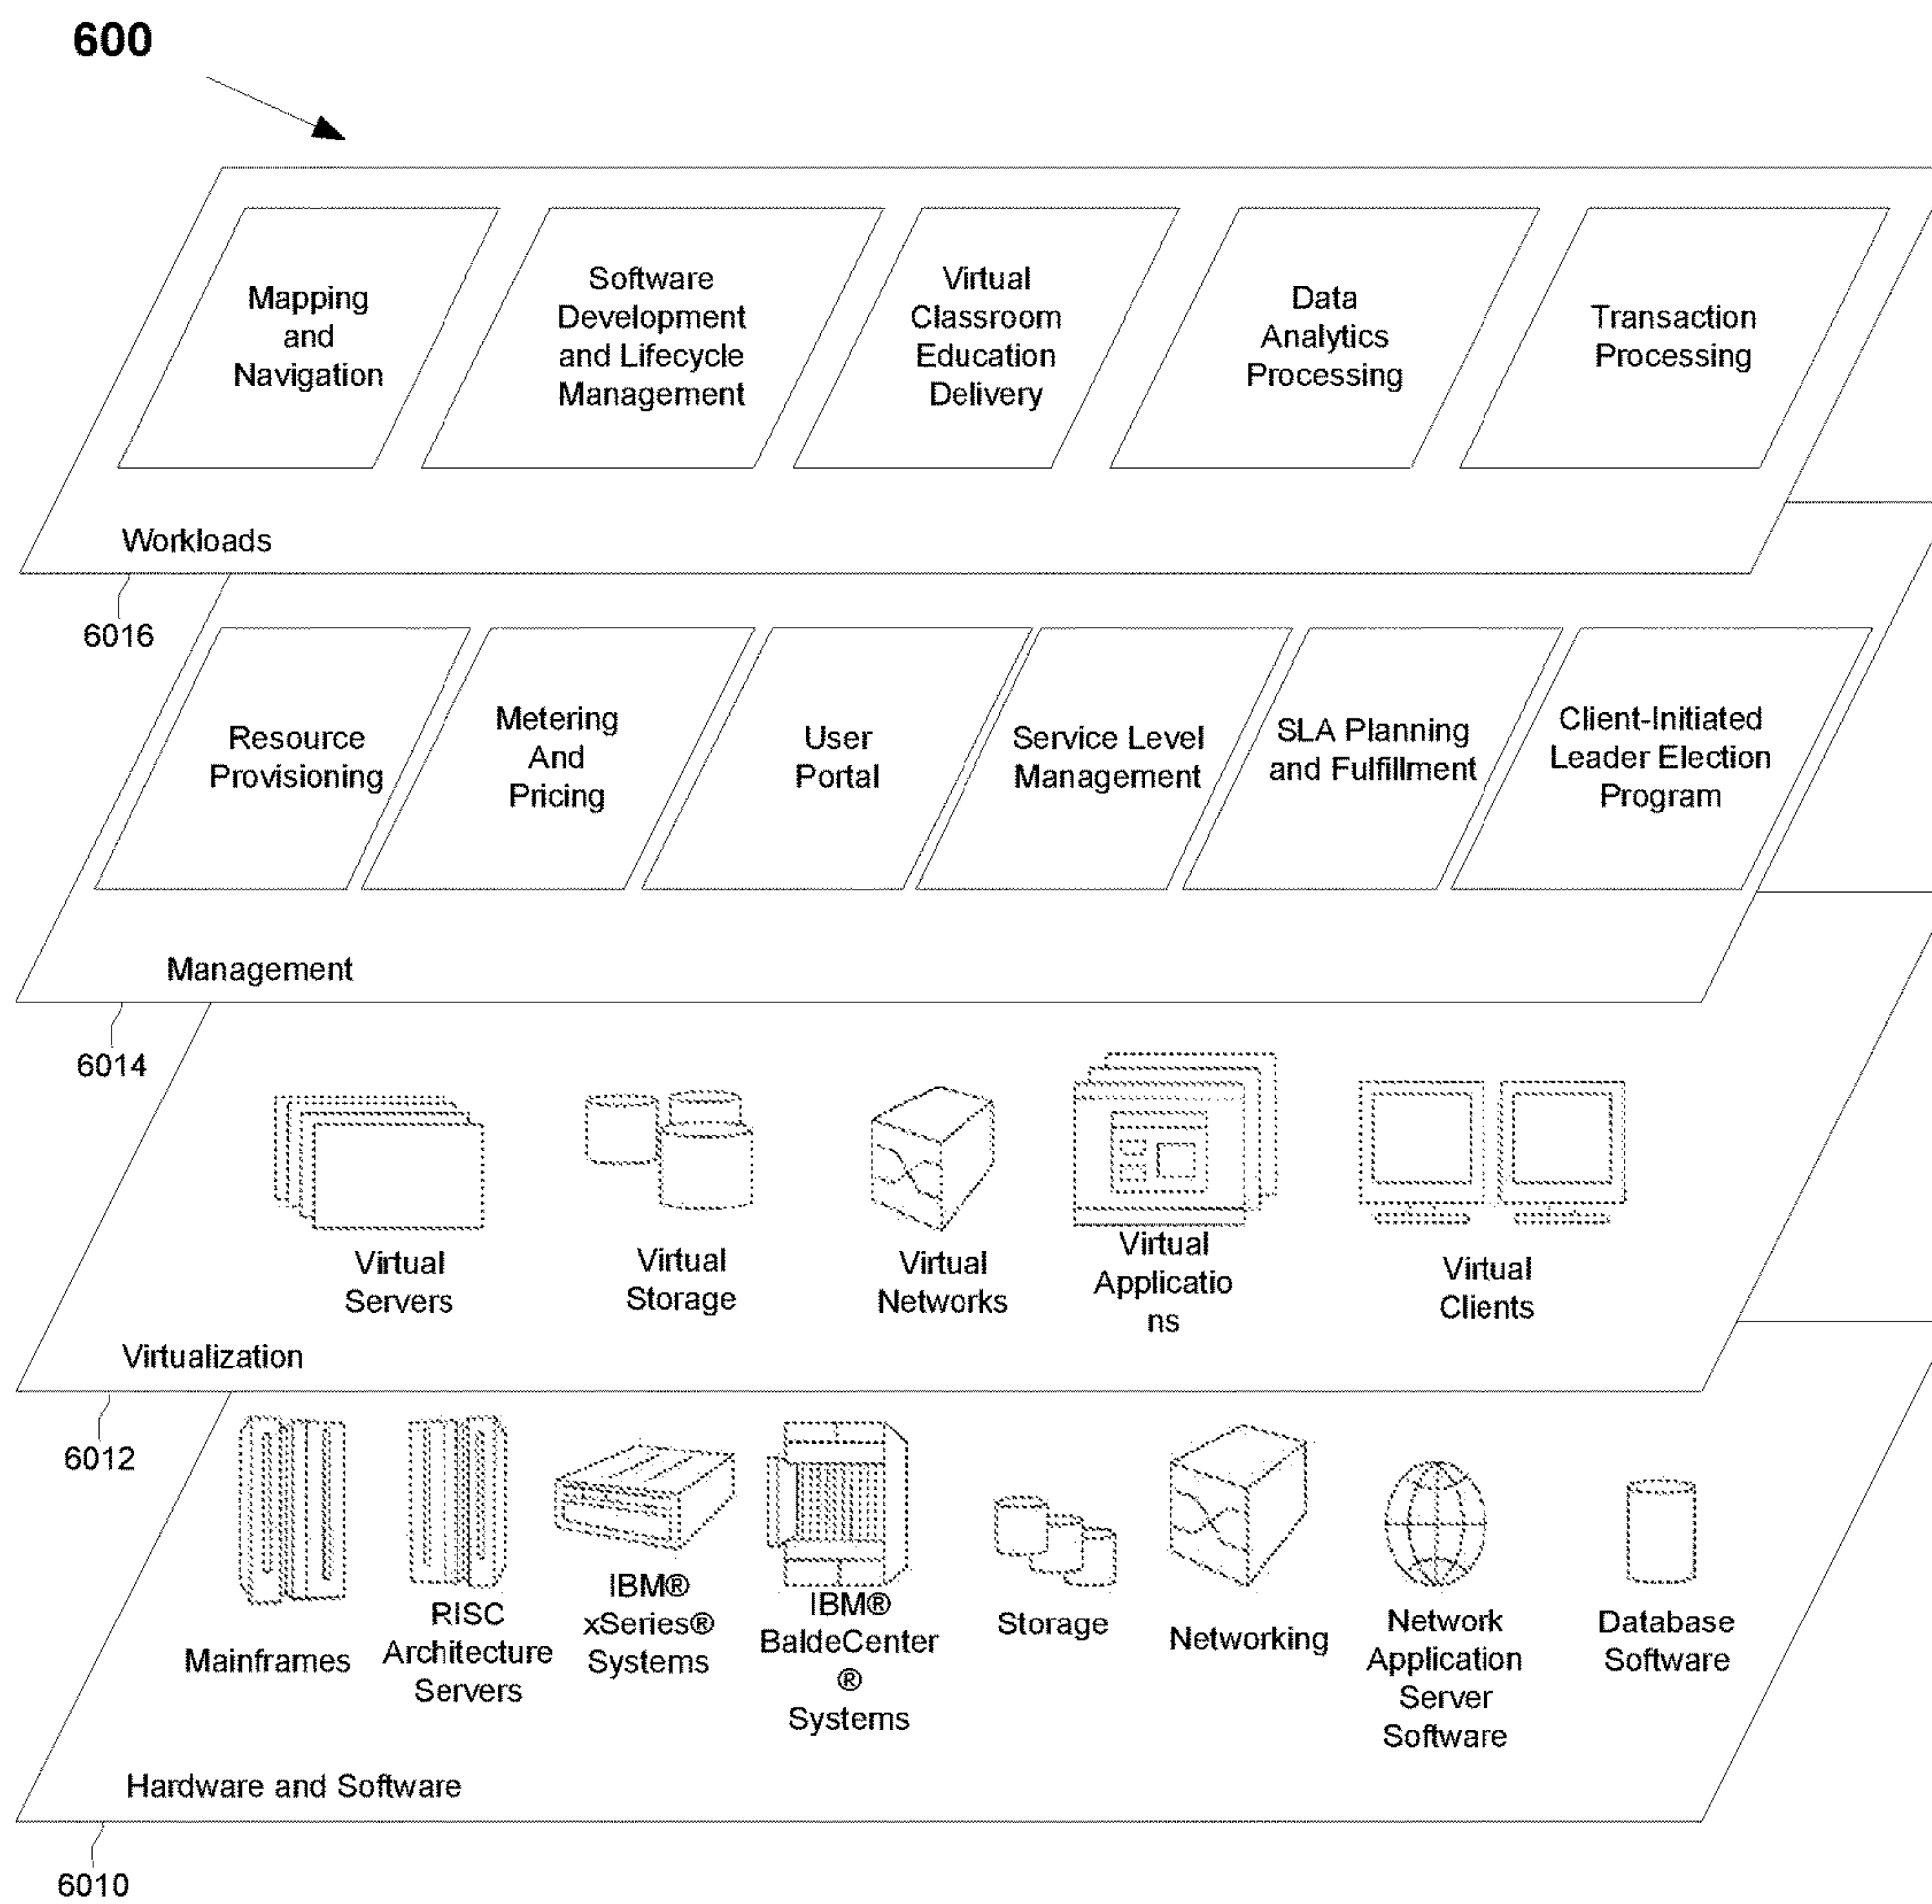 600
Mapping
and
Navigation
Software
Development
and Lifecycle
Management
Virtual
Classroom
Education
Delivery
Data
Analytics
Processing
Transaction
Processing
Workloads
6016
Resource
Provisioning
Metering
And
Pricing
User
Portal
Service Level
Management
SLA Planning
and Fulfillment
Client-Initiated
Leader Election
Program
Management
6014
Virtual
Servers
Virtual
Storage
Virtual
Networks
Virtual
Applicatio
ns
Virtual
Clients
Virtualization
6012
Mainframes
RISC
Architecture
Servers
IBM®
xSeries®
Systems
IBM®
BaldeCenter
®
Systems
Storage
Networking
Network
Application
Server
Software
Database
Software
Hardware and Software
6010